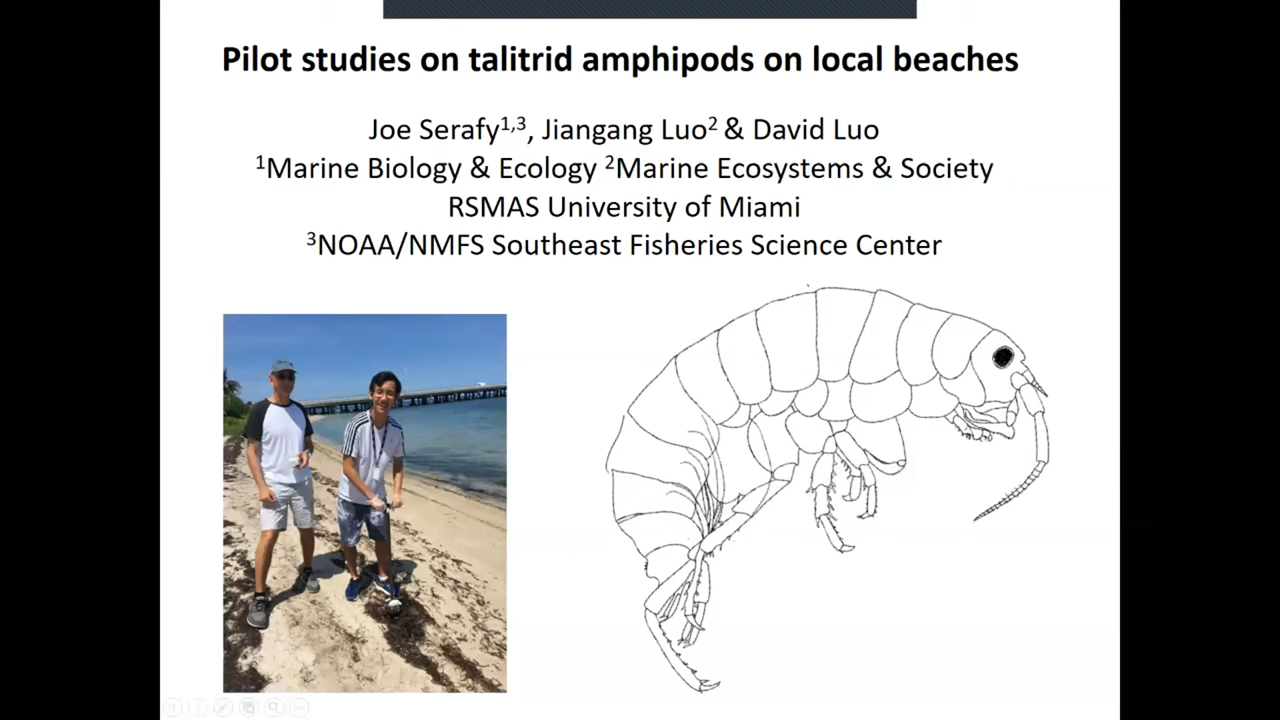 Pilot studies on talitrid amphipods on local beaches
Joe Serafy1,3, Jiangang Luo2 & David Luo
1Marine Biology & Ecology 2Marine Ecosystems & Society
RSMAS University of Miami
3NOAA/NMFS Southeast Fisheries Science Center